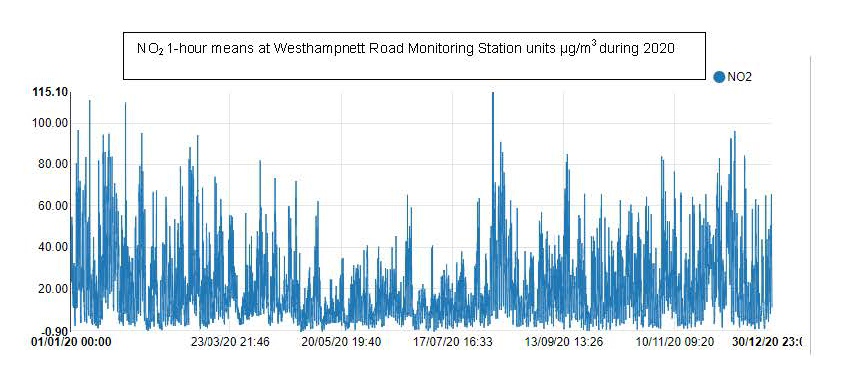 NO₂ 1-hour means at Westhampnett Road Monitoring Station units µg/m³ during 2020
NO2
115.10
100.00
80.00
60.00
40.00
20.00
-0.90
01/01/20 00:00 23/03/20 21:46 20/05/20 19:40 17/07/20 16:33 13/09/20 13:26 10/11/20 09:20 30/12/20 23:0